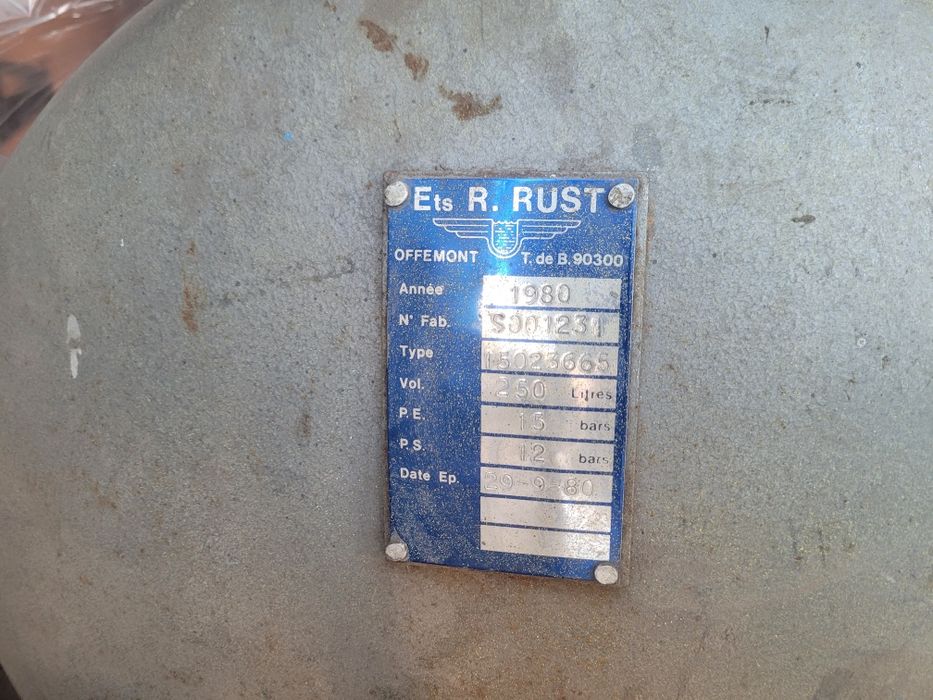 Ets R. RUST
OFFEMONT T. de B. 90300
Année 1980
N° Fab. S001231
Type 15023665
Vol. 250 Litres
P.E. 15 bars
P.S. 12 bars
Date Ep. 29-9-80